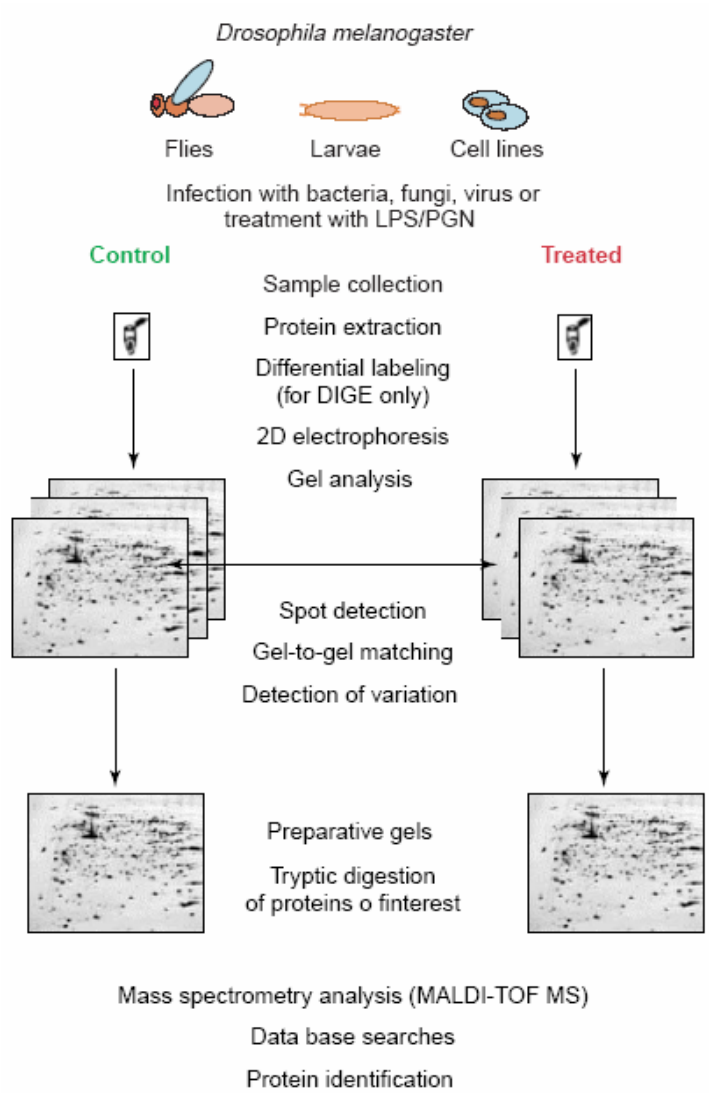 Drosophila melanogaster
Flies
Larvae
Cell lines
Infection with bacteria, fungi, virus or
treatment with LPS/PGN
Control
Treated
Sample collection
Protein extraction
Differential labeling
(for DIGE only)
2D electrophoresis
Gel analysis
Spot detection
Gel-to-gel matching
Detection of variation
Preparative gels
Tryptic digestion
of proteins o finterest
Mass spectrometry analysis (MALDI-TOF MS)
Data base searches
Protein identification